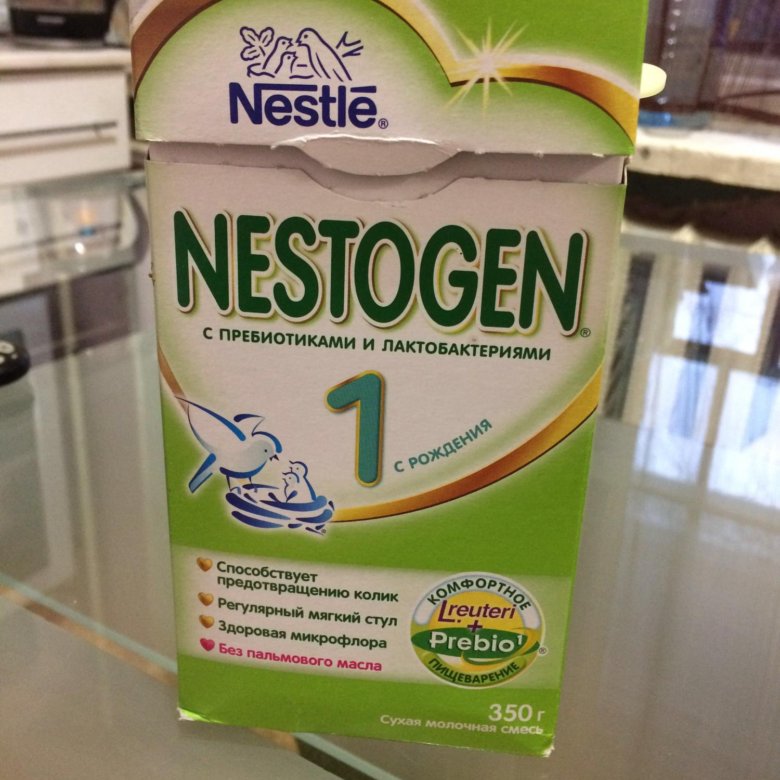 Nestlé®
NESTOGEN®
С ПРЕБИОТИКАМИ И ЛАКТОБАКТЕРИЯМИ
1
С РОЖДЕНИЯ
Способствует
предотвращению колик
Регулярный мягкий стул
Здоровая микрофлора
Без пальмового масла
КОМФОРТНОЕ
L.reuteri
+
Prebio1®
ПИЩЕВАРЕНИЕ
350 г
Сухая молочная смесь